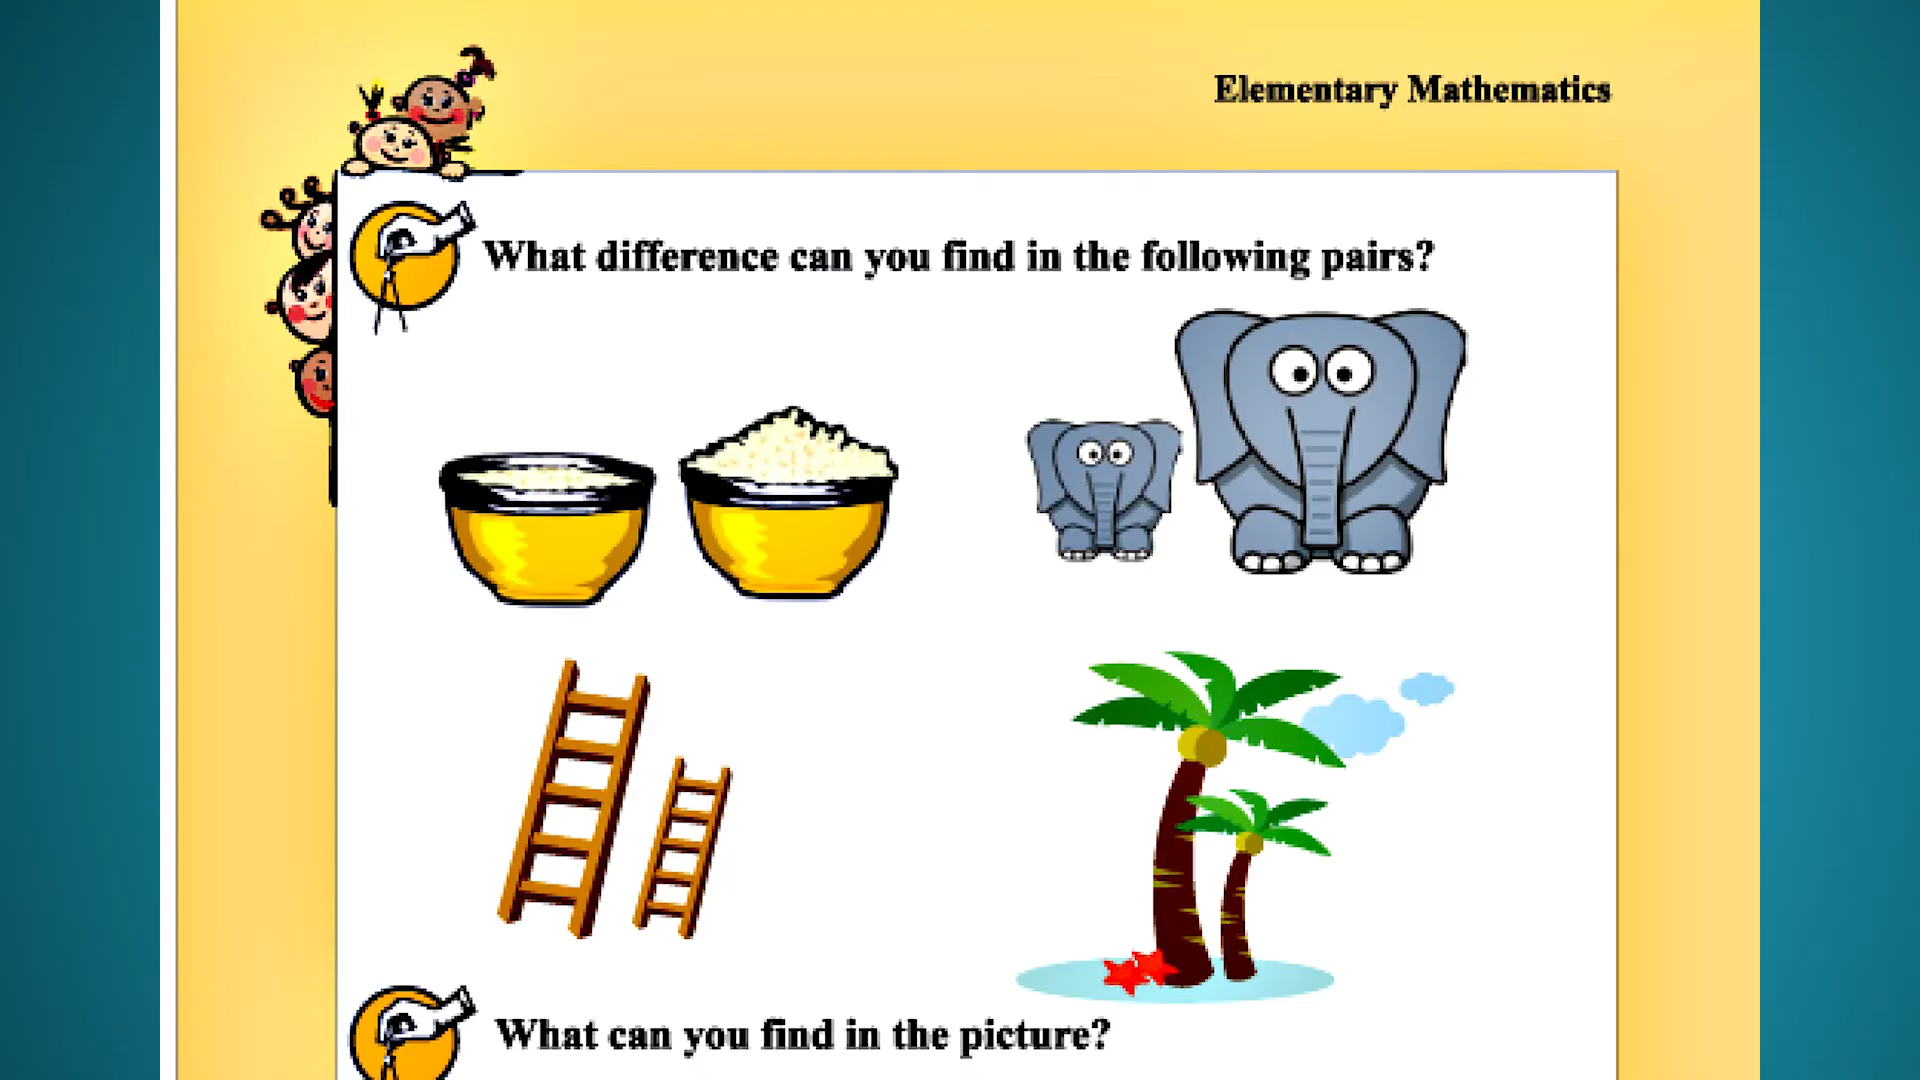 Elementary Mathematics
What difference can you find in the following pairs?
What can you find in the picture?